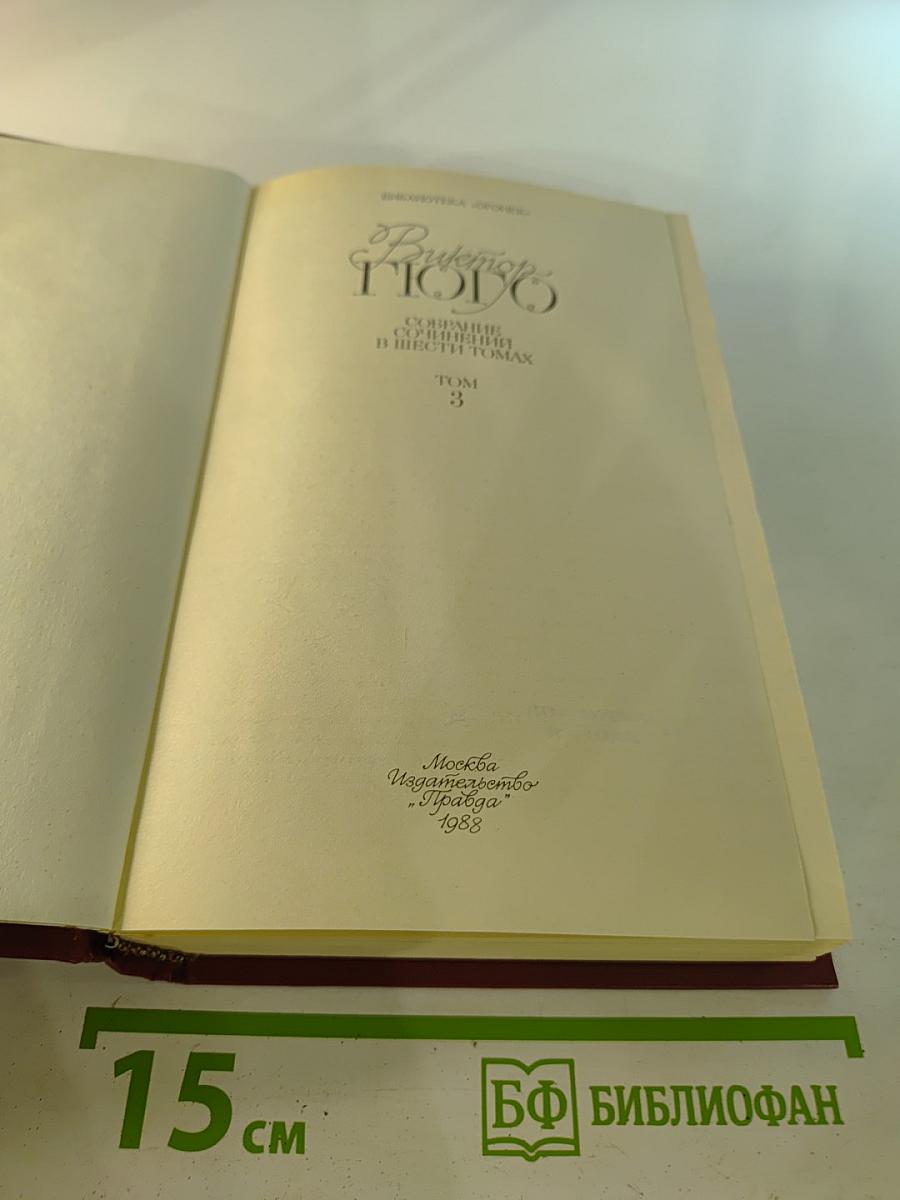 БИБЛИОТЕКА «ОГОНЕК»
Виктор
ГЮГО
СОБРАНИЕ
СОЧИНЕНИЙ
В ШЕСТИ ТОМАХ
ТОМ
3
Москва
Издательство
„Правда"
1988
15 см
БФ БИБЛИОФАН